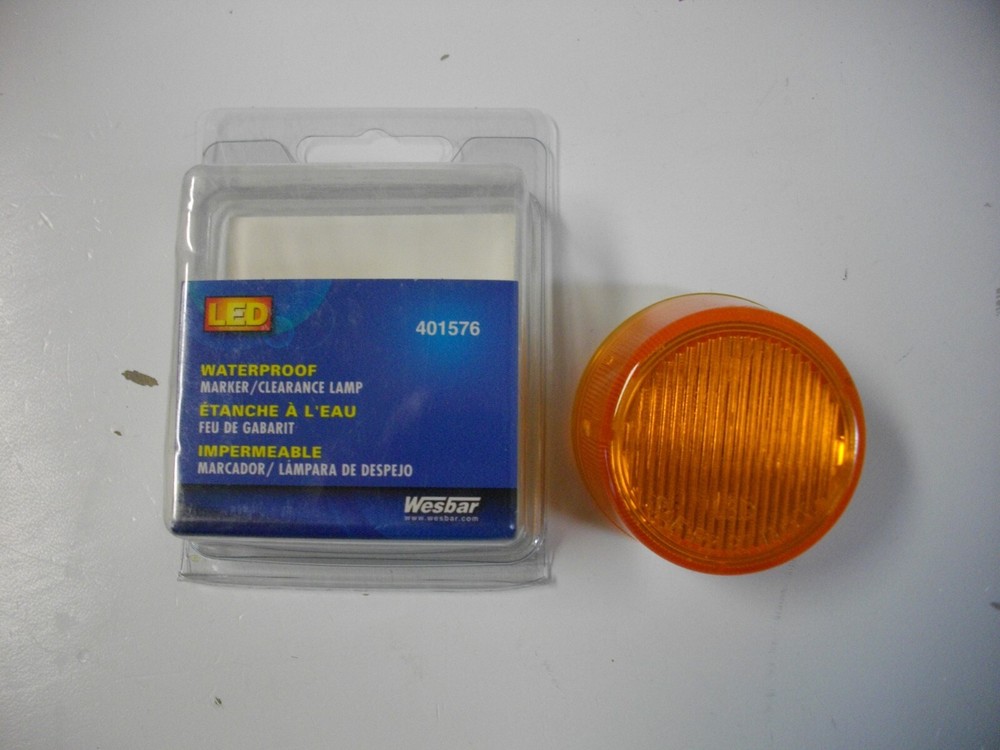 LED
401576
WATERPROOF
MARKER/CLEARANCE LAMP
ÉTANCHE À L'EAU
FEU DE GABARIT
IMPERMEABLE
MARCADOR/ LÁMPARA DE DESPEJO
Wesbar
www.wesbar.com